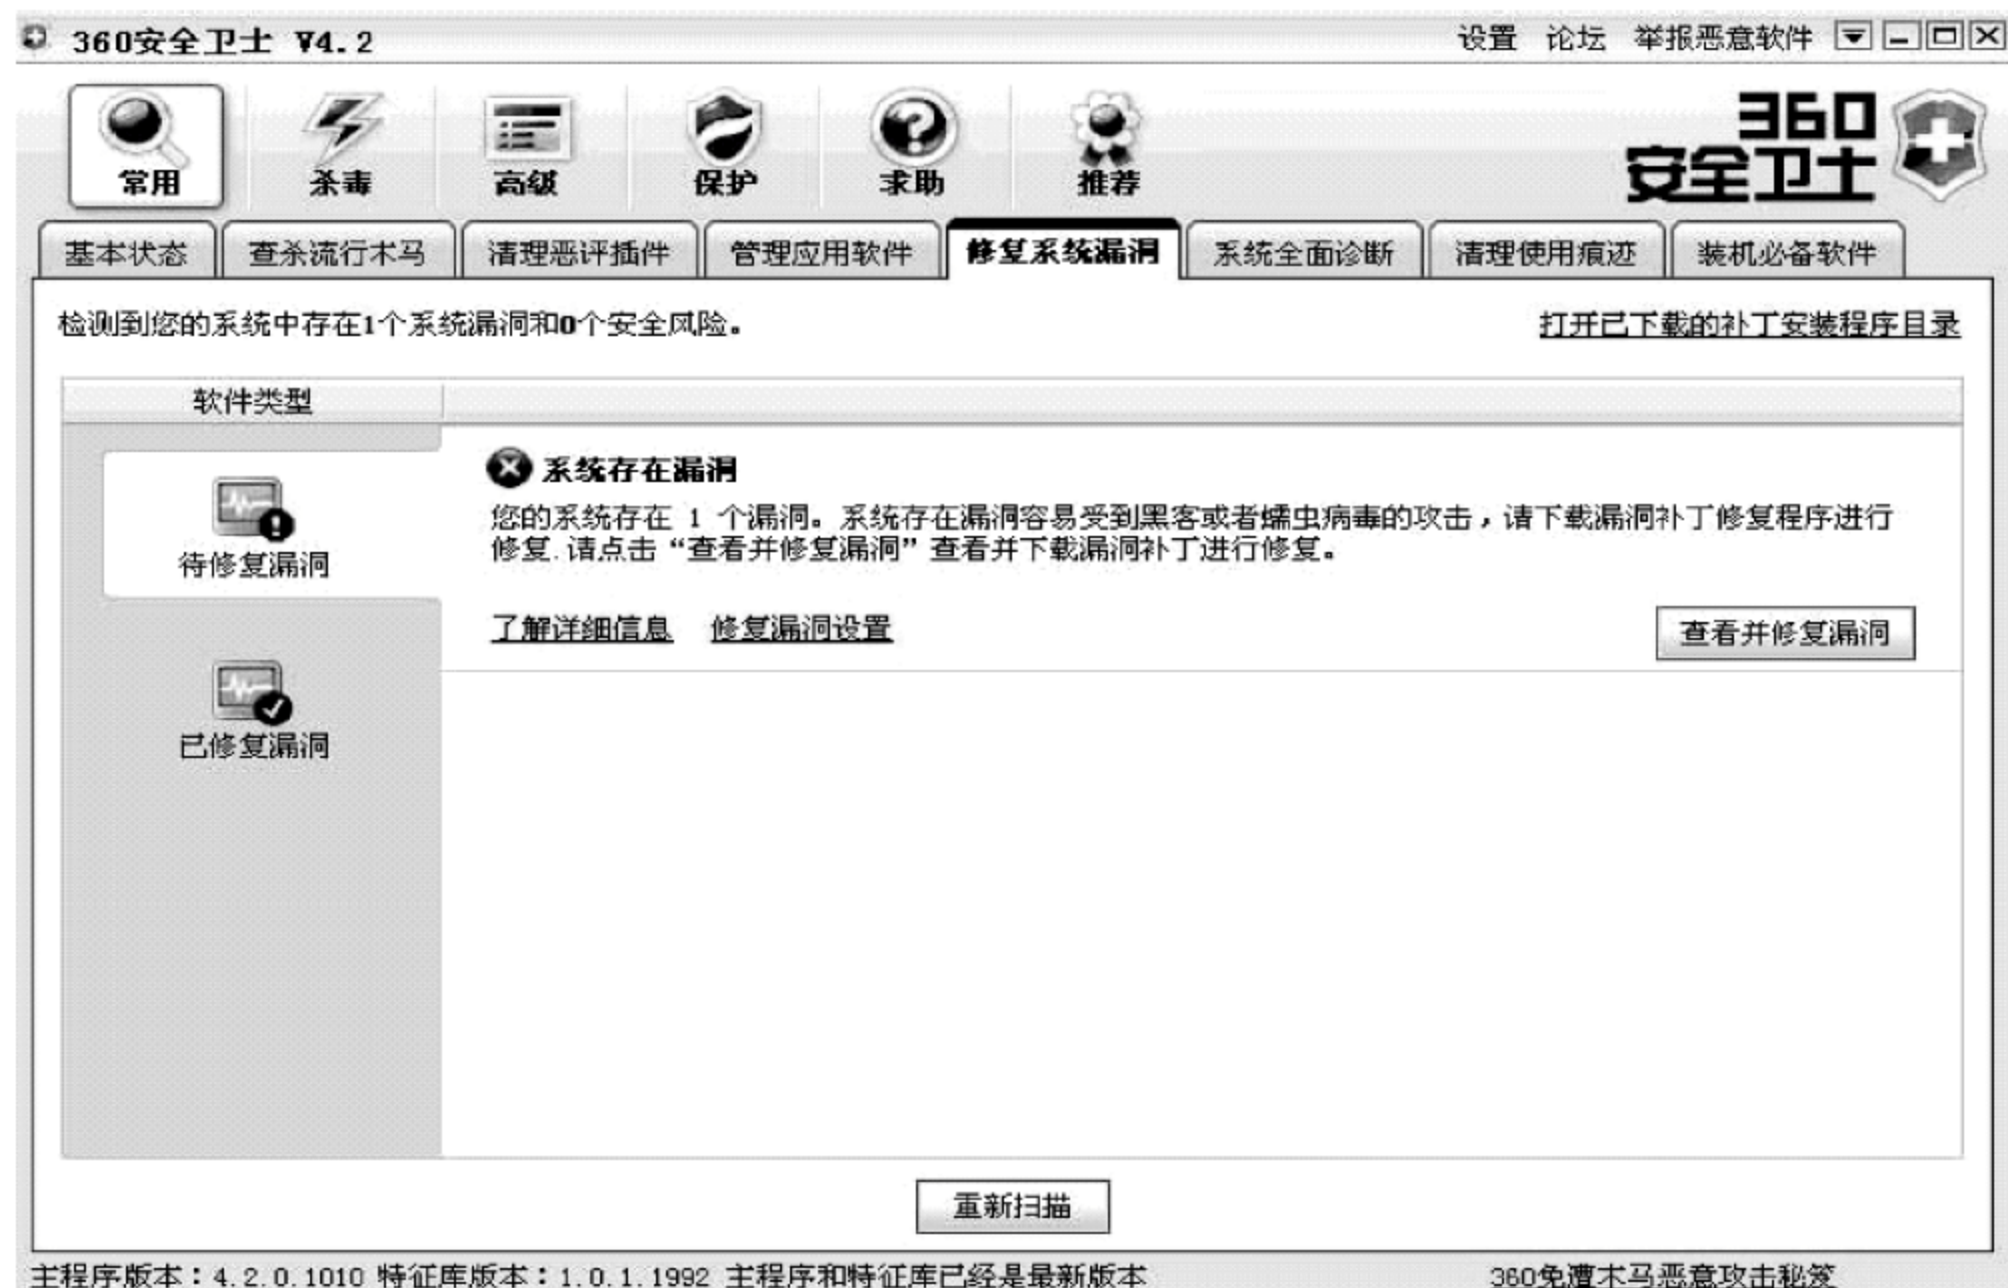 360安全卫士 V4.2
设置 论坛 举报恶意软件
常用 杀毒 高级 保护 求助 推荐
360
安全卫士
基本状态 查杀流行木马 清理恶评插件 管理应用软件 修复系统漏洞 系统全面诊断 清理使用痕迹 装机必备软件
检测到您的系统中存在1个系统漏洞和0个安全风险。
打开已下载的补丁安装程序目录
软件类型
待修复漏洞
已修复漏洞
系统存在漏洞
您的系统存在 1 个漏洞。系统存在漏洞容易受到黑客或者蠕虫病毒的攻击，请下载漏洞补丁修复程序进行
修复.请点击“查看并修复漏洞”查看并下载漏洞补丁进行修复。
了解详细信息 修复漏洞设置
查看并修复漏洞
重新扫描
主程序版本：4.2.0.1010 特征库版本：1.0.1.1992 主程序和特征库已经是最新版本
360免遭木马恶意攻击秘笈